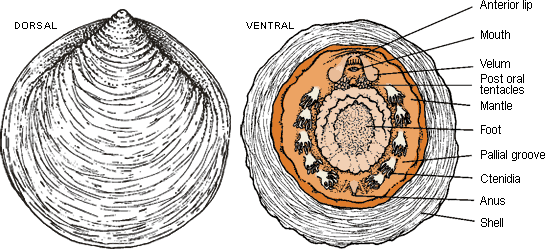 DORSAL
VENTRAL
Anterior lip
Mouth
Velum
Post oral
tentacles
Mantle
Foot
Pallial groove
Ctenidia
Anus
Shell